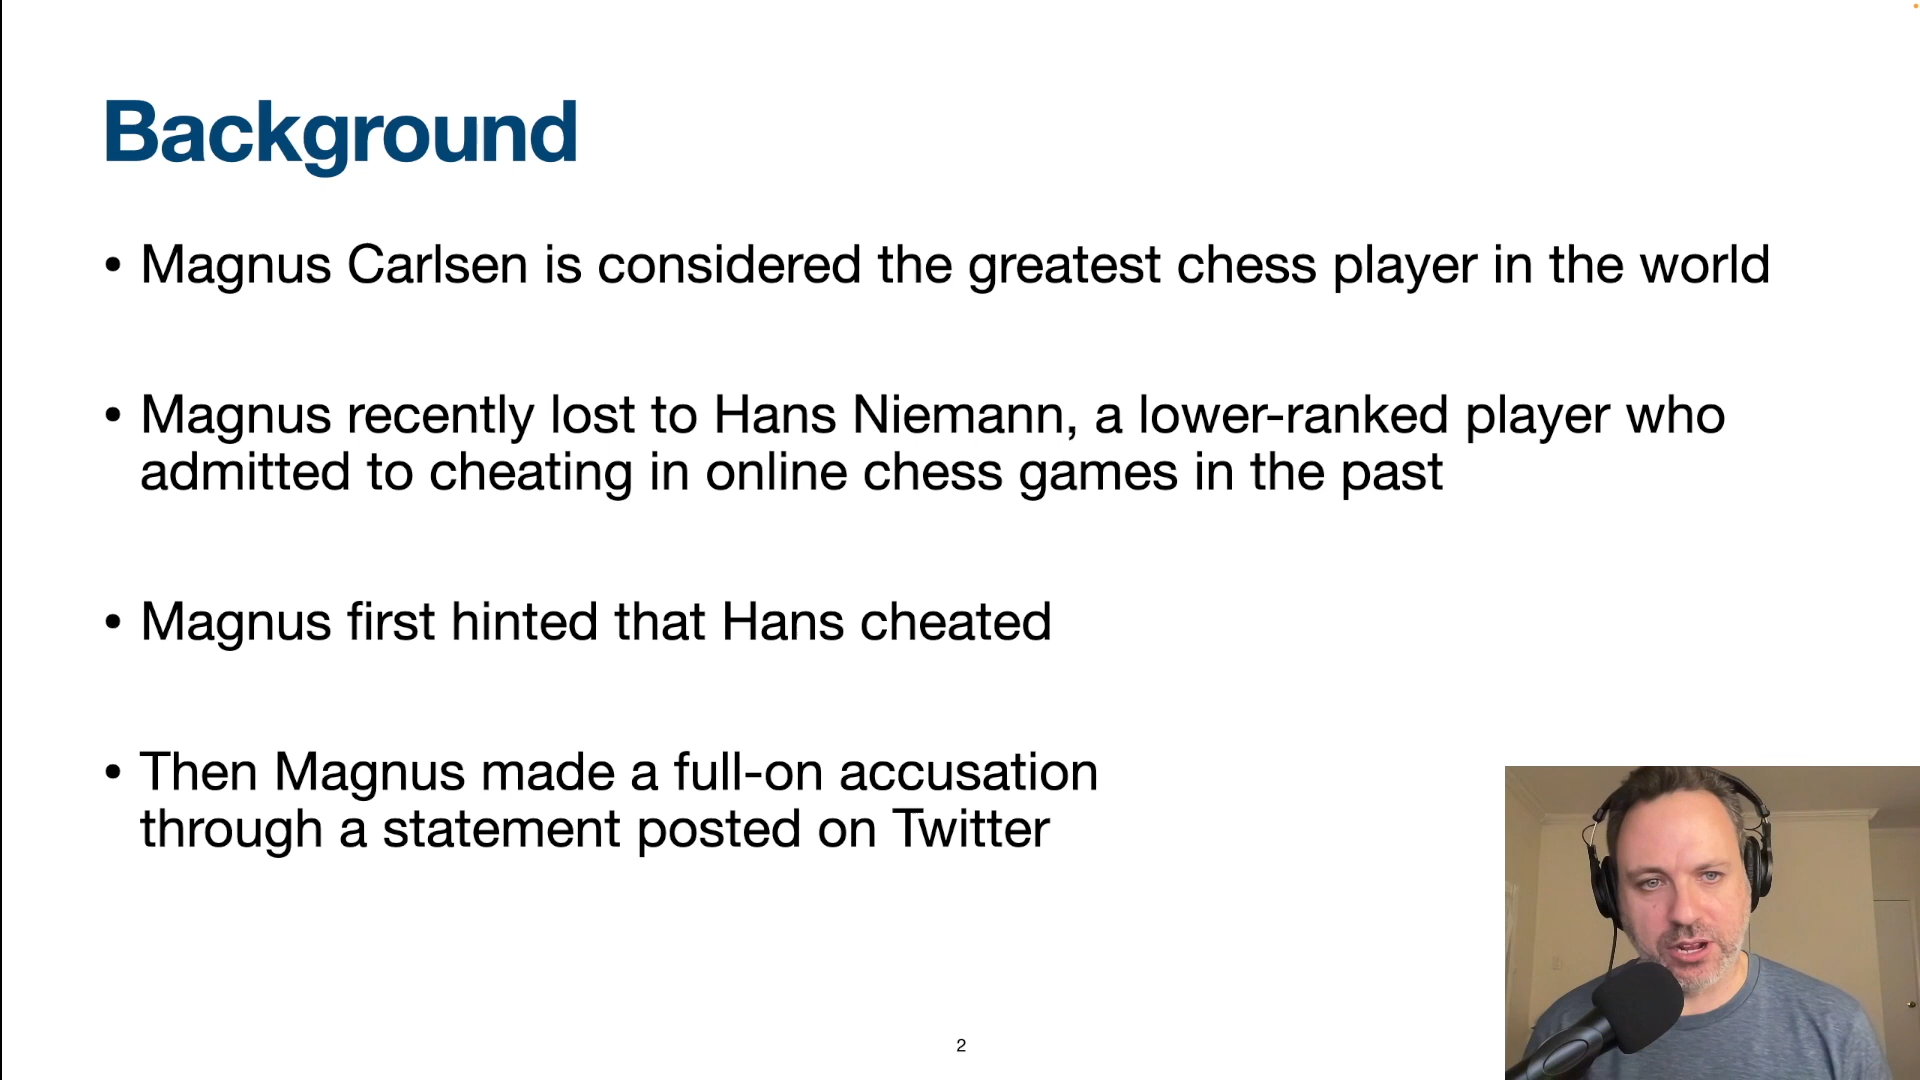 Background
• Magnus Carlsen is considered the greatest chess player in the world
• Magnus recently lost to Hans Niemann, a lower-ranked player who
admitted to cheating in online chess games in the past
• Magnus first hinted that Hans cheated
• Then Magnus made a full-on accusation
through a statement posted on Twitter
2